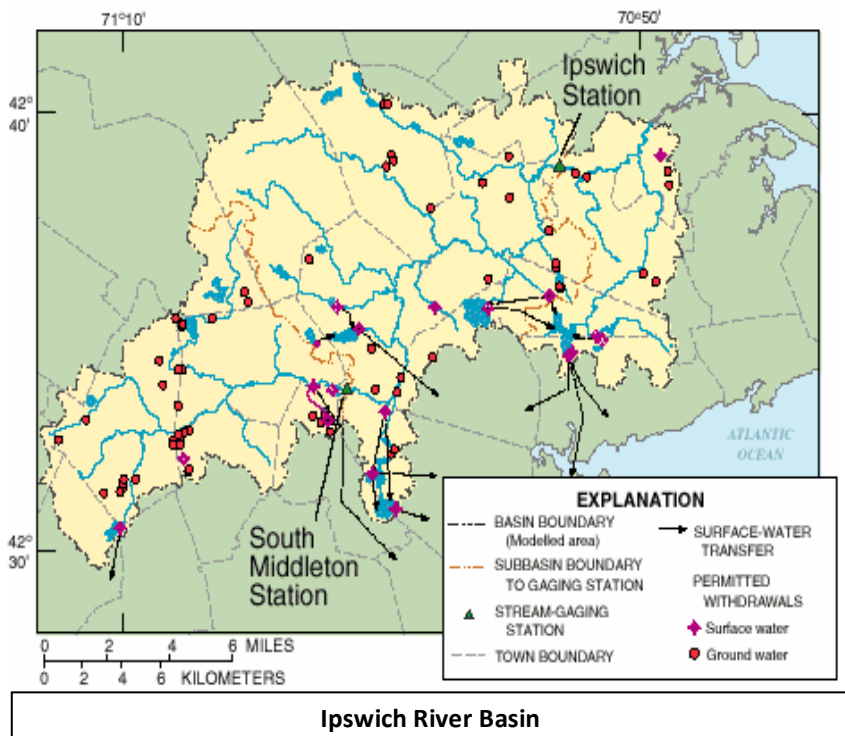 71°10'
70°50'
42°
40'
Ipswich
Station
South
Middleton
Station
42°
30'
ATLANTIC
OCEAN
EXPLANATION
BASIN BOUNDARY
(Modelled area)
SUBBASIN BOUNDARY
TO GAGING STATION
STREAM-GAGING
STATION
TOWN BOUNDARY
SURFACE-WATER
TRANSFER
PERMITTED
WITHDRAWALS
Surface water
Ground water
0 2 4 6 MILES
0 2 4 6 KILOMETERS
Ipswich River Basin